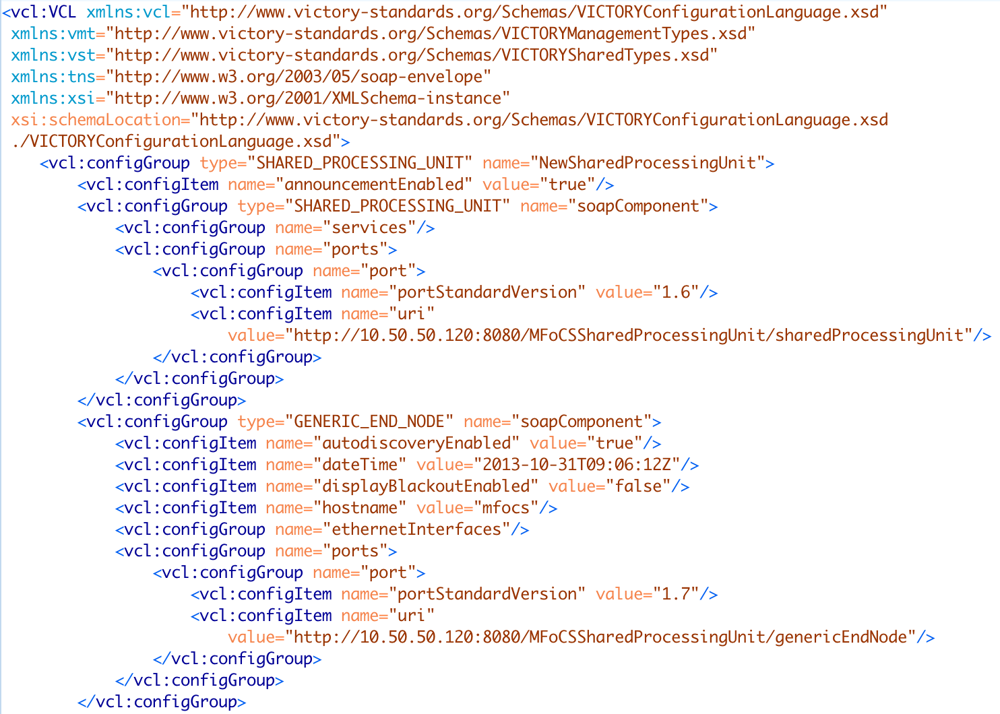 <vcl:VCL xmlns:vcl="http://www.victory-standards.org/Schemas/VICTORYConfigurationLanguage.xsd"
xmlns:vmt="http://www.victory-standards.org/Schemas/VICTORYManagementTypes.xsd"
xmlns:vst="http://www.victory-standards.org/Schemas/VICTORYSharedTypes.xsd"
xmlns:tns="http://www.w3.org/2003/05/soap-envelope"
xmlns:xsi="http://www.w3.org/2001/XMLSchema-instance"
xsi:schemaLocation="http://www.victory-standards.org/Schemas/VICTORYConfigurationLanguage.xsd
./VICTORYConfigurationLanguage.xsd">
    <vcl:configGroup type="SHARED_PROCESSING_UNIT" name="NewSharedProcessingUnit">
        <vcl:configItem name="announcementEnabled" value="true"/>
        <vcl:configGroup type="SHARED_PROCESSING_UNIT" name="soapComponent">
            <vcl:configGroup name="services"/>
            <vcl:configGroup name="ports">
                <vcl:configGroup name="port">
                    <vcl:configItem name="portStandardVersion" value="1.6"/>
                    <vcl:configItem name="uri"
                        value="http://10.50.50.120:8080/MFoCSSharedProcessingUnit/sharedProcessingUnit"/>
                </vcl:configGroup>
            </vcl:configGroup>
        </vcl:configGroup>
        <vcl:configGroup type="GENERIC_END_NODE" name="soapComponent">
            <vcl:configItem name="autodiscoveryEnabled" value="true"/>
            <vcl:configItem name="dateTime" value="2013-10-31T09:06:12Z"/>
            <vcl:configItem name="displayBlackoutEnabled" value="false"/>
            <vcl:configItem name="hostname" value="mfocs"/>
            <vcl:configGroup name="ethernetInterfaces"/>
            <vcl:configGroup name="ports">
                <vcl:configGroup name="port">
                    <vcl:configItem name="portStandardVersion" value="1.7"/>
                    <vcl:configItem name="uri"
                        value="http://10.50.50.120:8080/MFoCSSharedProcessingUnit/genericEndNode"/>
                </vcl:configGroup>
            </vcl:configGroup>
        </vcl:configGroup>